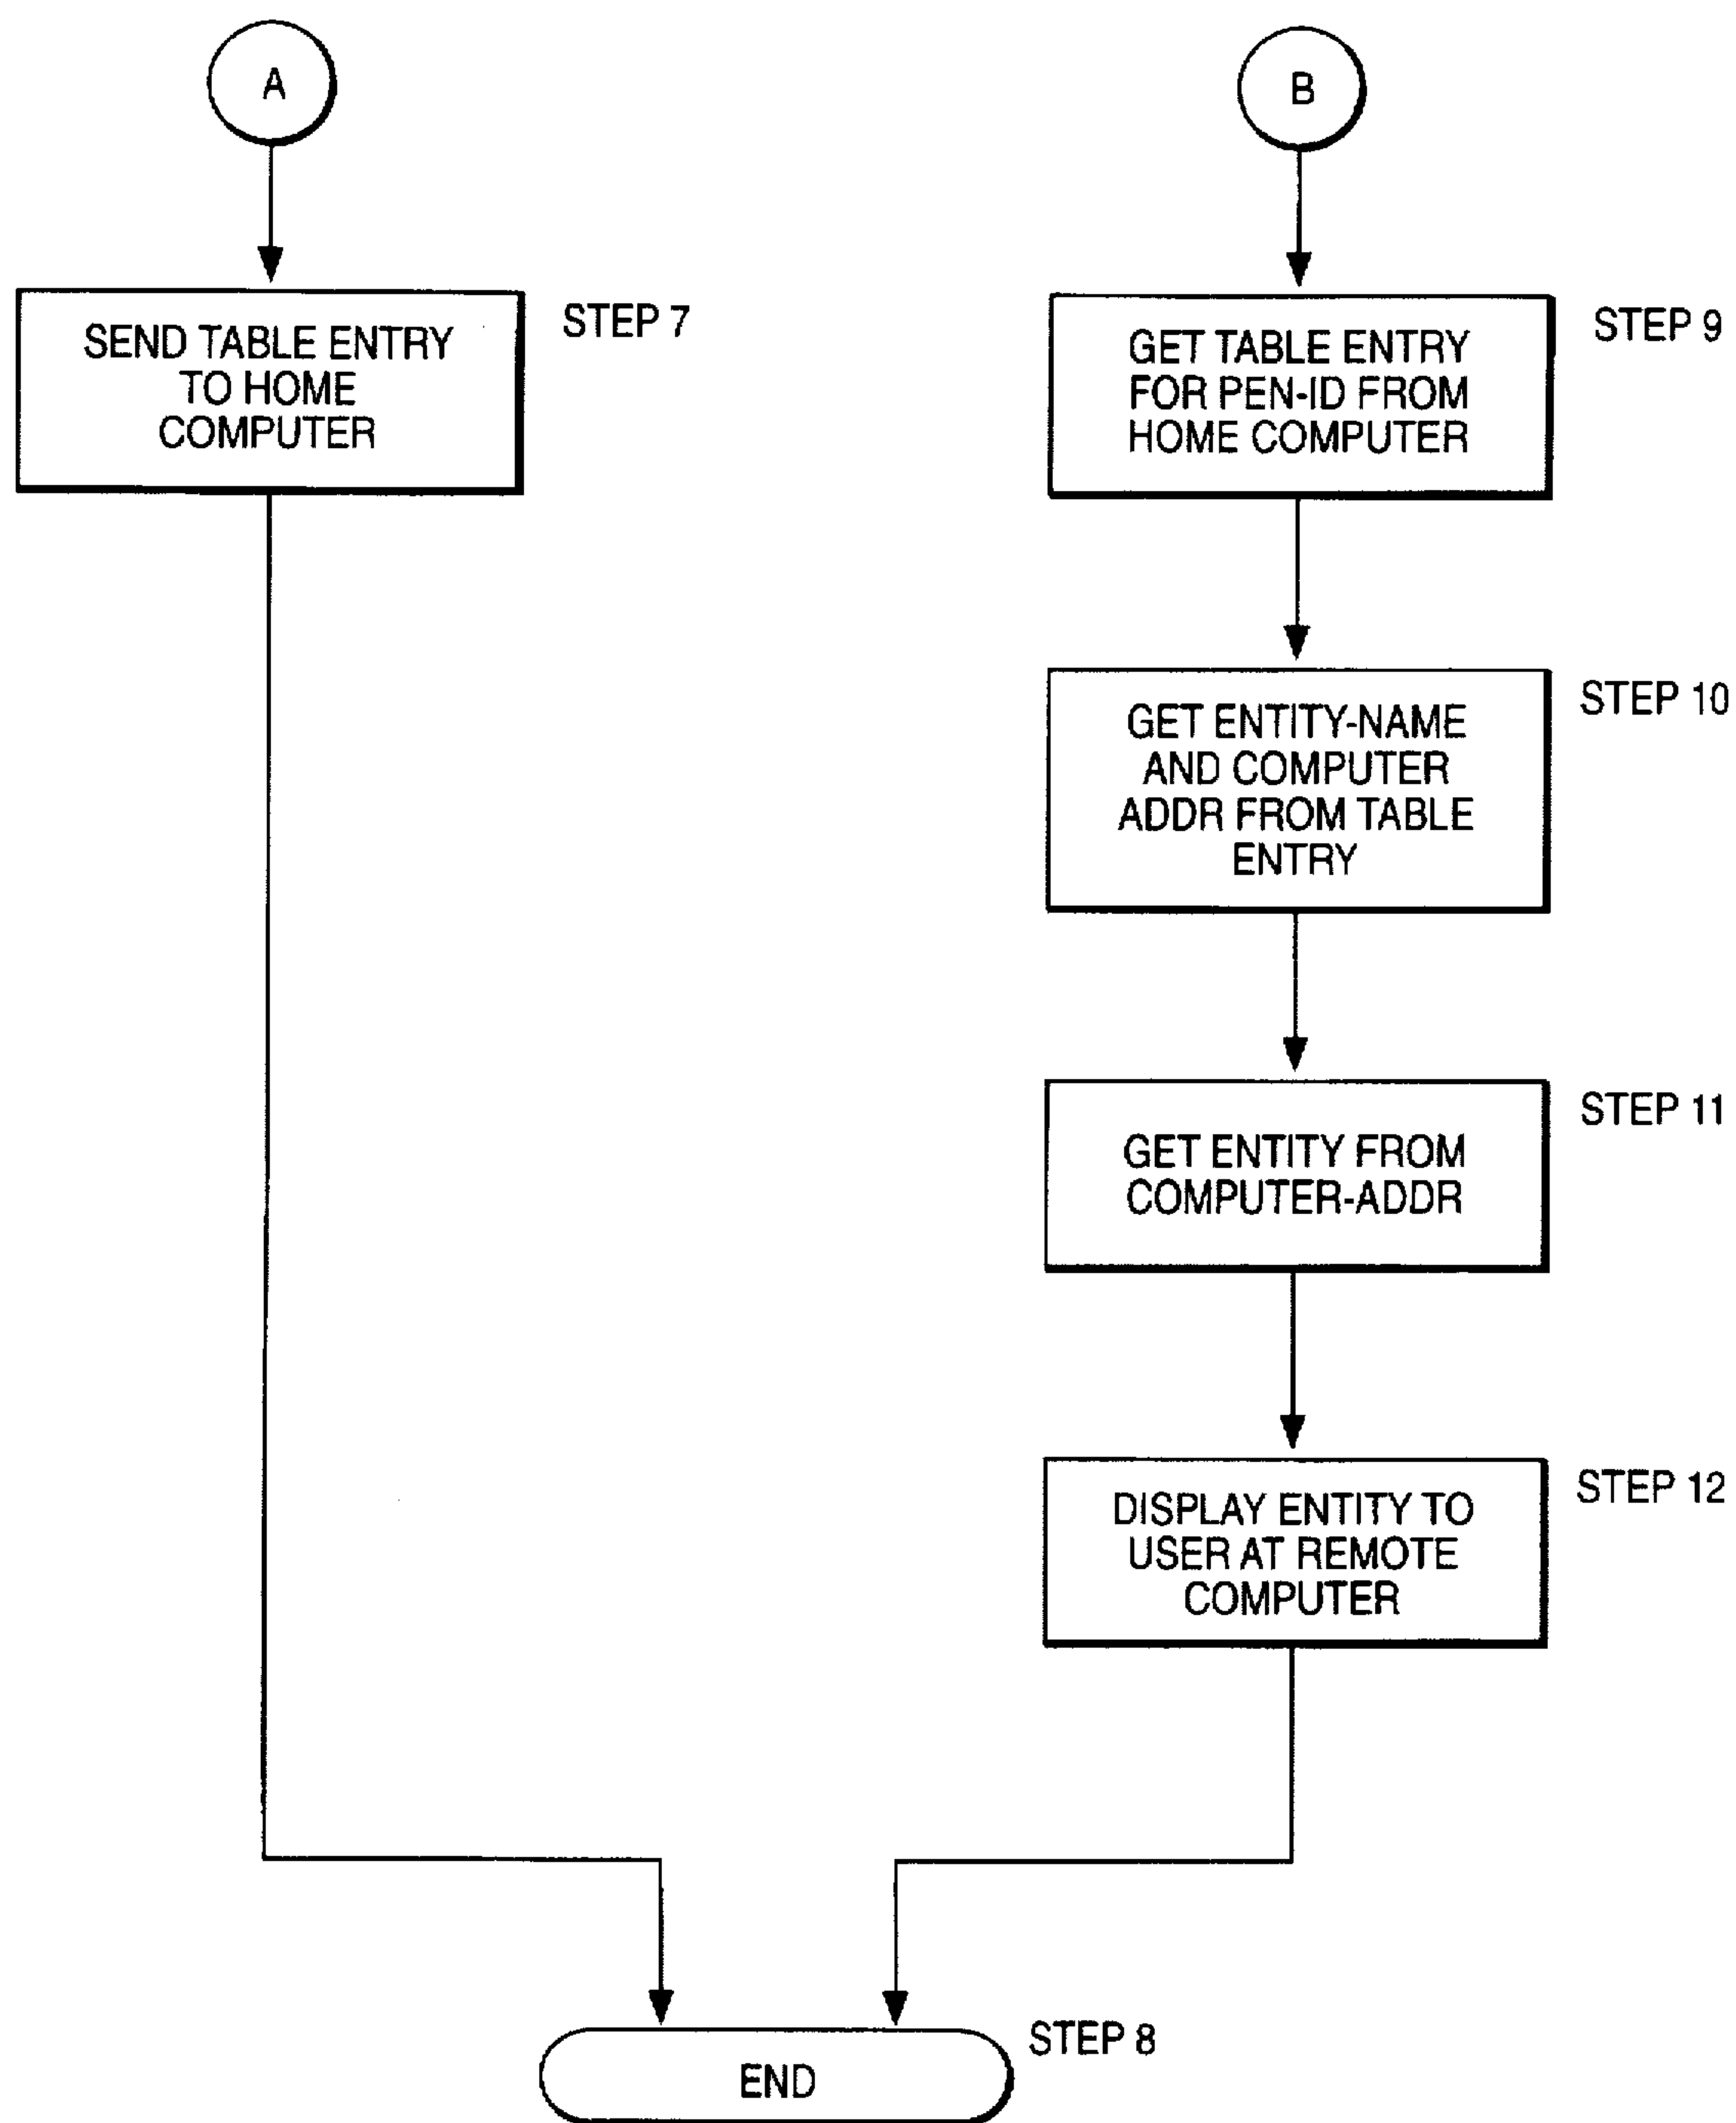 A
SEND TABLE ENTRY
TO HOME
COMPUTER
STEP 7
B
GET TABLE ENTRY
FOR PEN-ID FROM
HOME COMPUTER
STEP 9
GET ENTITY-NAME
AND COMPUTER
ADDR FROM TABLE
ENTRY
STEP 10
GET ENTITY FROM
COMPUTER-ADDR
STEP 11
DISPLAY ENTITY TO
USER AT REMOTE
COMPUTER
STEP 12
END
STEP 8